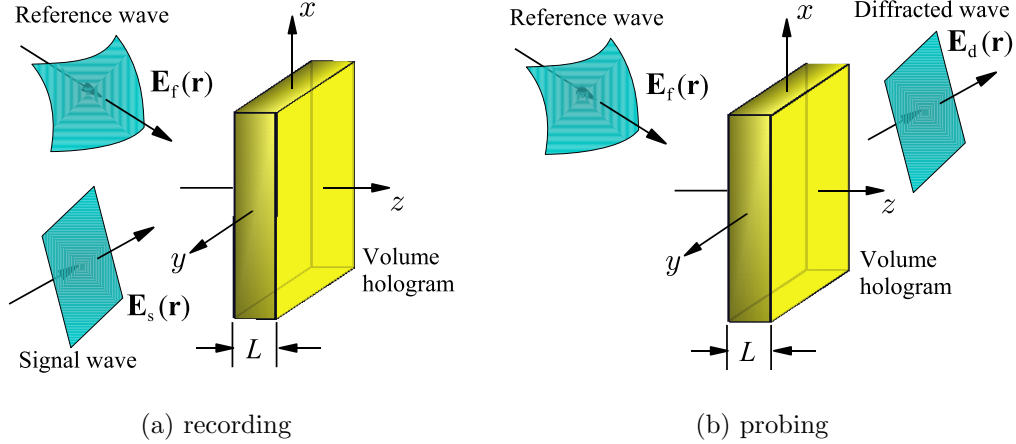 Reference wave
E_f(r)
x
y
z
Volume
hologram
E_s(r)
Signal wave
L
(a) recording
Reference wave
E_f(r)
x
Diffracted wave
E_d(r)
y
z
Volume
hologram
L
(b) probing